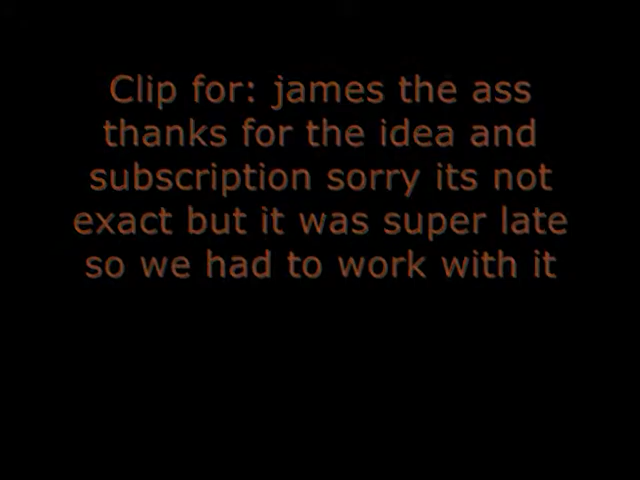 Clip for: james the ass
thanks for the idea and
subscription sorry its not
exact but it was super late
so we had to work with it